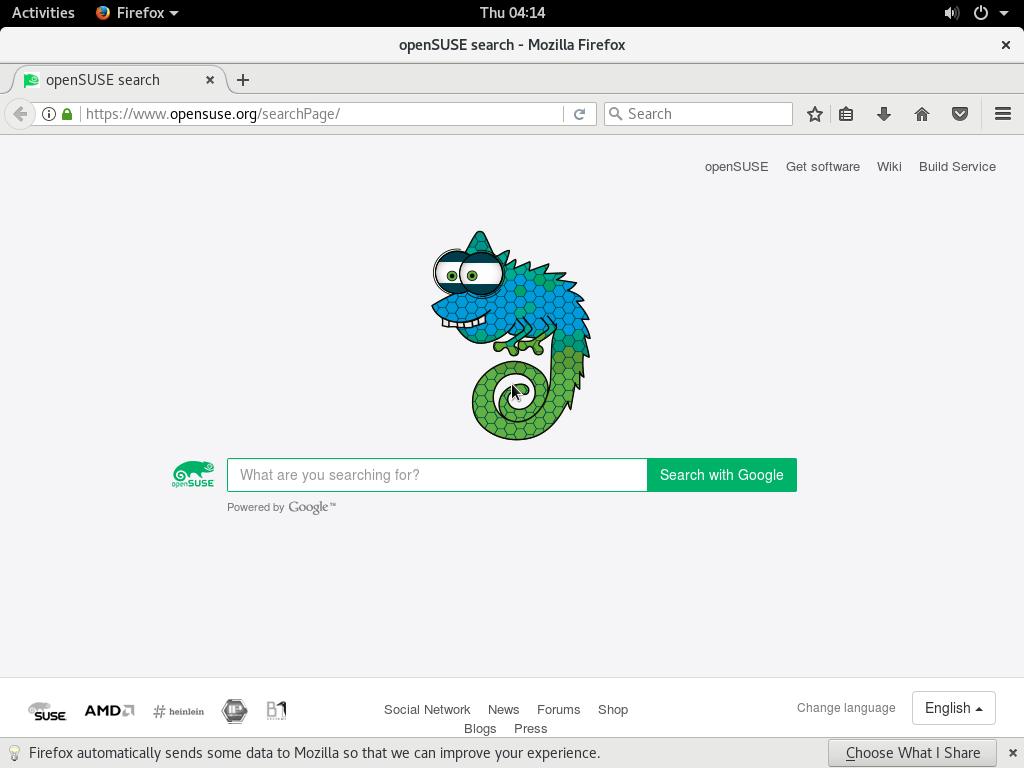 Activities Firefox Thu 04:14
openSUSE search - Mozilla Firefox
openSUSE search
https://www.opensuse.org/searchPage/ Search
openSUSE Get software Wiki Build Service
openSUSE What are you searching for? Search with Google
Powered by Google™
SUSE AMD # heinlein B1 Social Network News Forums Shop Change language English
Blogs Press
Firefox automatically sends some data to Mozilla so that we can improve your experience. Choose What I Share